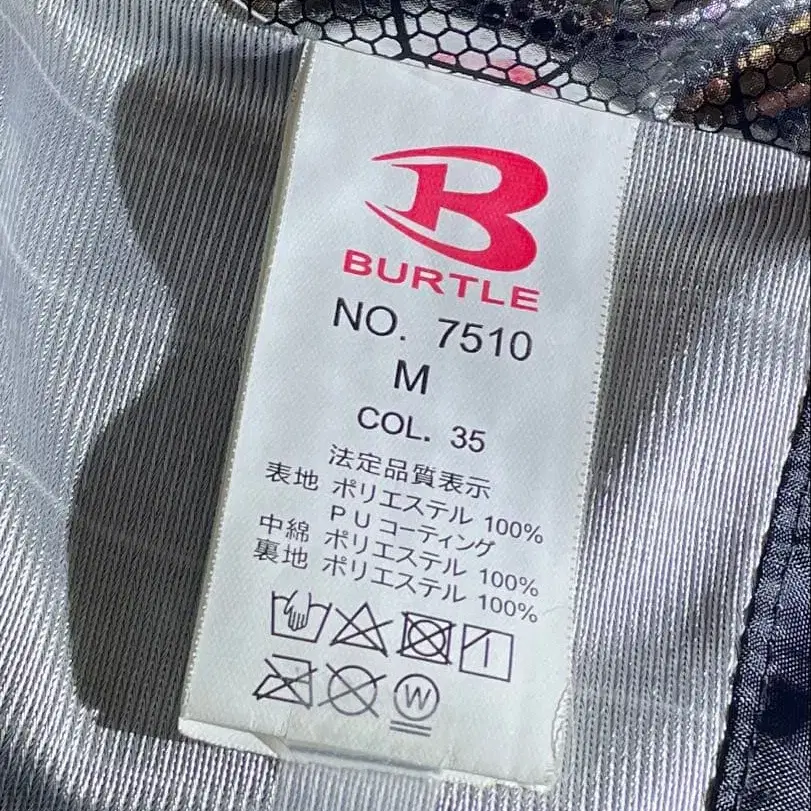 B
BURTLE
NO. 7510
M
COL. 35
法定品質表示
表地 ポリエステル 100%
PUコーティング
中綿 ポリエステル 100%
裏地 ポリエステル 100%
W